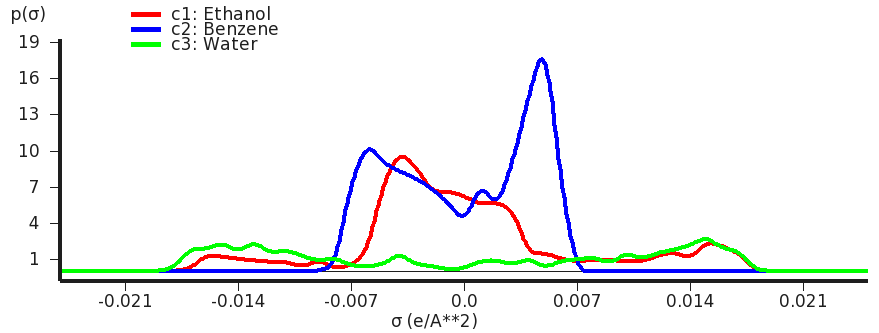 p(σ)
c1: Ethanol
c2: Benzene
c3: Water
19
16
13
10
7
4
1
-0.021 -0.014 -0.007 0.0 0.007 0.014 0.021
σ (e/A**2)